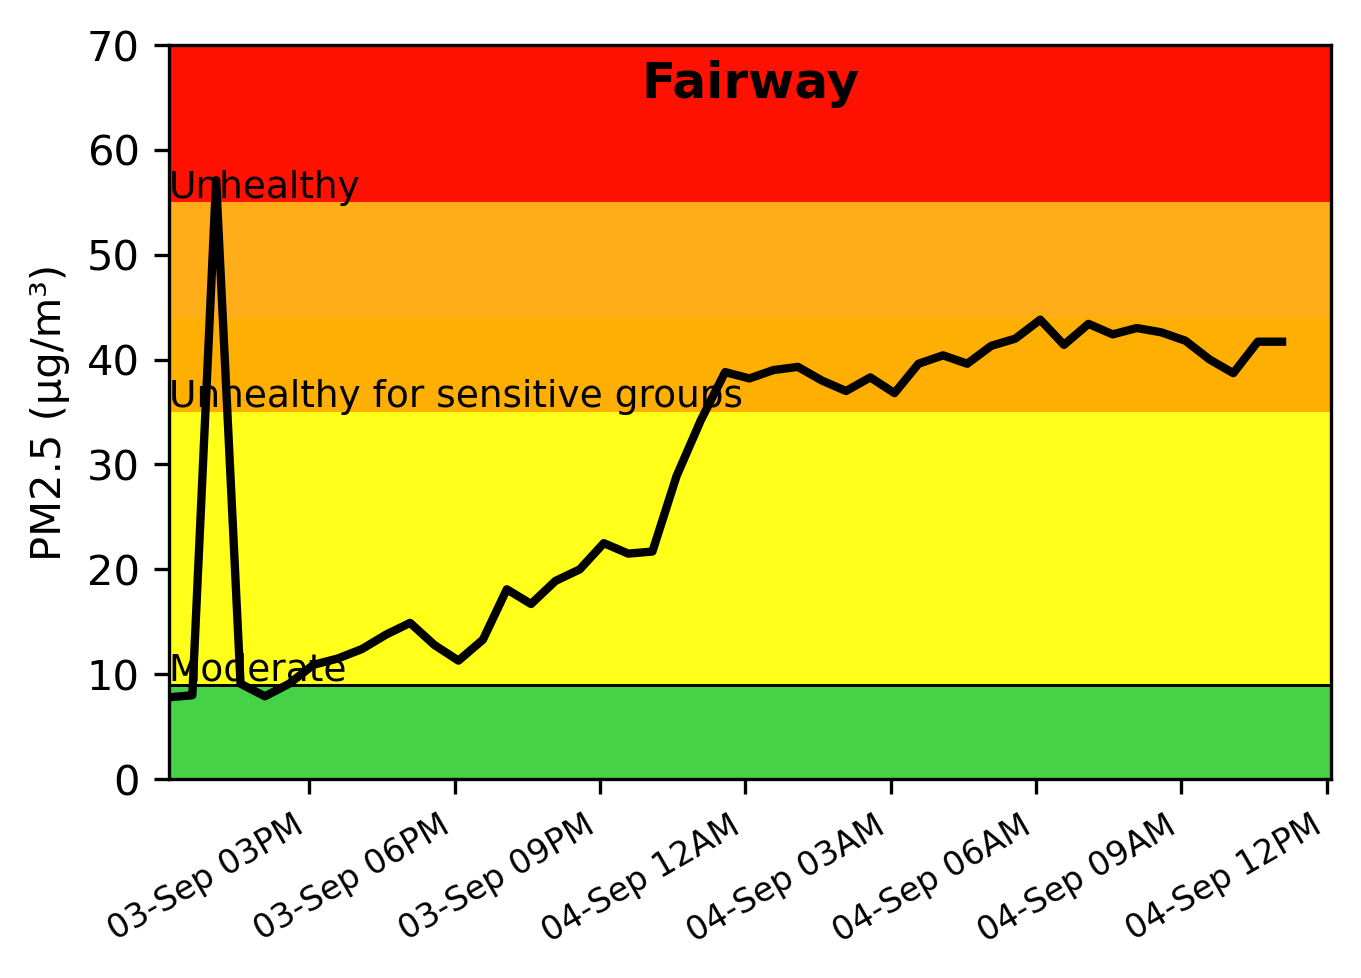 Fairway
70
60
50
40
30
20
10
0
PM2.5 (µg/m³)
Unhealthy
Unhealthy for sensitive groups
Moderate
03-Sep 03PM
03-Sep 06PM
03-Sep 09PM
04-Sep 12AM
04-Sep 03AM
04-Sep 06AM
04-Sep 09AM
04-Sep 12PM